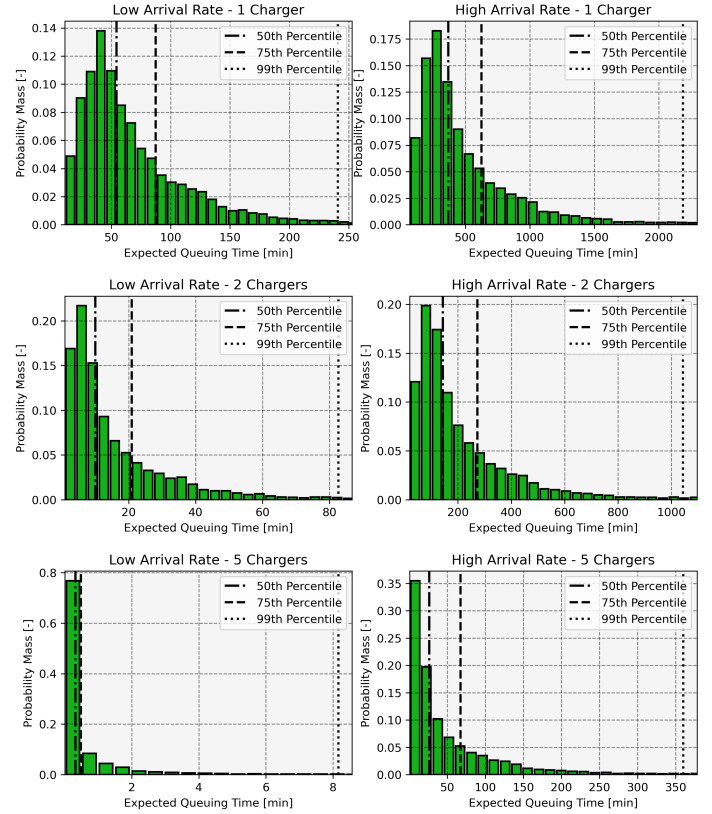 Low Arrival Rate - 1 Charger
0.14
0.12
0.10
0.08
0.06
0.04
0.02
0.00
Probability Mass [-]
50th Percentile
75th Percentile
99th Percentile
50 100 150 200 250
Expected Queuing Time [min]
High Arrival Rate - 1 Charger
0.175
0.150
0.125
0.100
0.075
0.050
0.025
0.000
Probability Mass [-]
50th Percentile
75th Percentile
99th Percentile
500 1000 1500 2000
Expected Queuing Time [min]
Low Arrival Rate - 2 Chargers
0.20
0.15
0.10
0.05
0.00
Probability Mass [-]
50th Percentile
75th Percentile
99th Percentile
20 40 60 80
Expected Queuing Time [min]
High Arrival Rate - 2 Chargers
0.20
0.15
0.10
0.05
0.00
Probability Mass [-]
50th Percentile
75th Percentile
99th Percentile
200 400 600 800 1000
Expected Queuing Time [min]
Low Arrival Rate - 5 Chargers
0.8
0.6
0.4
0.2
0.0
Probability Mass [-]
50th Percentile
75th Percentile
99th Percentile
2 4 6 8
Expected Queuing Time [min]
High Arrival Rate - 5 Chargers
0.35
0.30
0.25
0.20
0.15
0.10
0.05
0.00
Probability Mass [-]
50th Percentile
75th Percentile
99th Percentile
50 100 150 200 250 300 350
Expected Queuing Time [min]